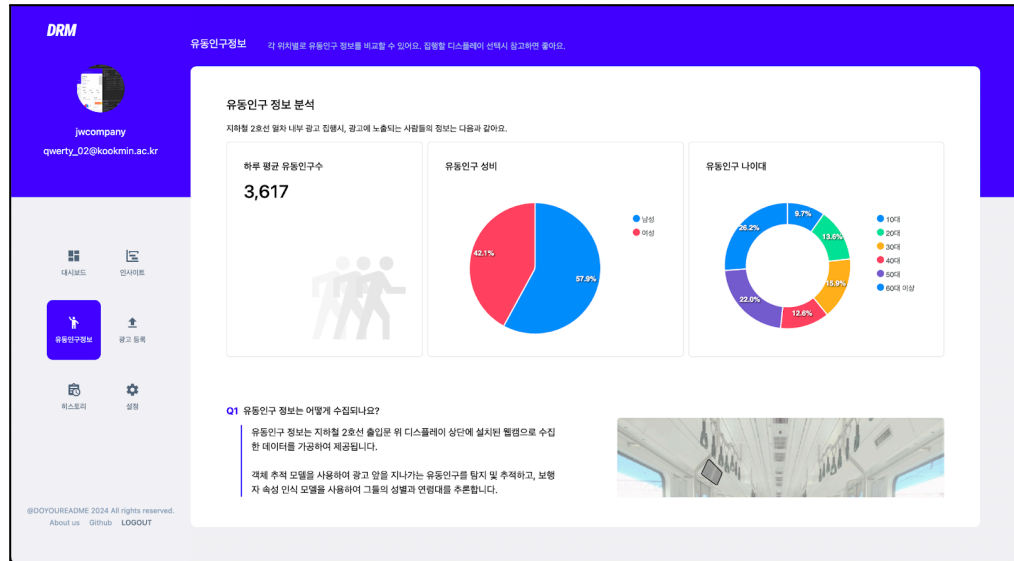 DRM
jwcompany
qwerty_02@kookmin.ac.kr
대시보드
인사이트
유동인구정보
광고 등록
히스토리
설정
@DOYOUREADME 2024 All rights reserved.
About us Github LOGOUT
유동인구정보
각 위치별로 유동인구 정보를 비교할 수 있어요. 집행할 디스플레이 선택시 참고하면 좋아요.
유동인구 정보 분석
지하철 2호선 열차 내부 광고 집행시, 광고에 노출되는 사람들의 정보는 다음과 같아요.
하루 평균 유동인구수
3,617
유동인구 성비
42.1%
57.9%
남성
여성
유동인구 나이대
9.7%
13.6%
15.9%
12.6%
22.0%
26.2%
10대
20대
30대
40대
50대
60대 이상
Q1 유동인구 정보는 어떻게 수집되나요?
유동인구 정보는 지하철 2호선 출입문 위 디스플레이 상단에 설치된 웹캠으로 수집
한 데이터를 가공하여 제공됩니다.
객체 추적 모델을 사용하여 광고 앞을 지나가는 유동인구를 탐지 및 추적하고, 보행
자 속성 인식 모델을 사용하여 그들의 성별과 연령대를 추론합니다.